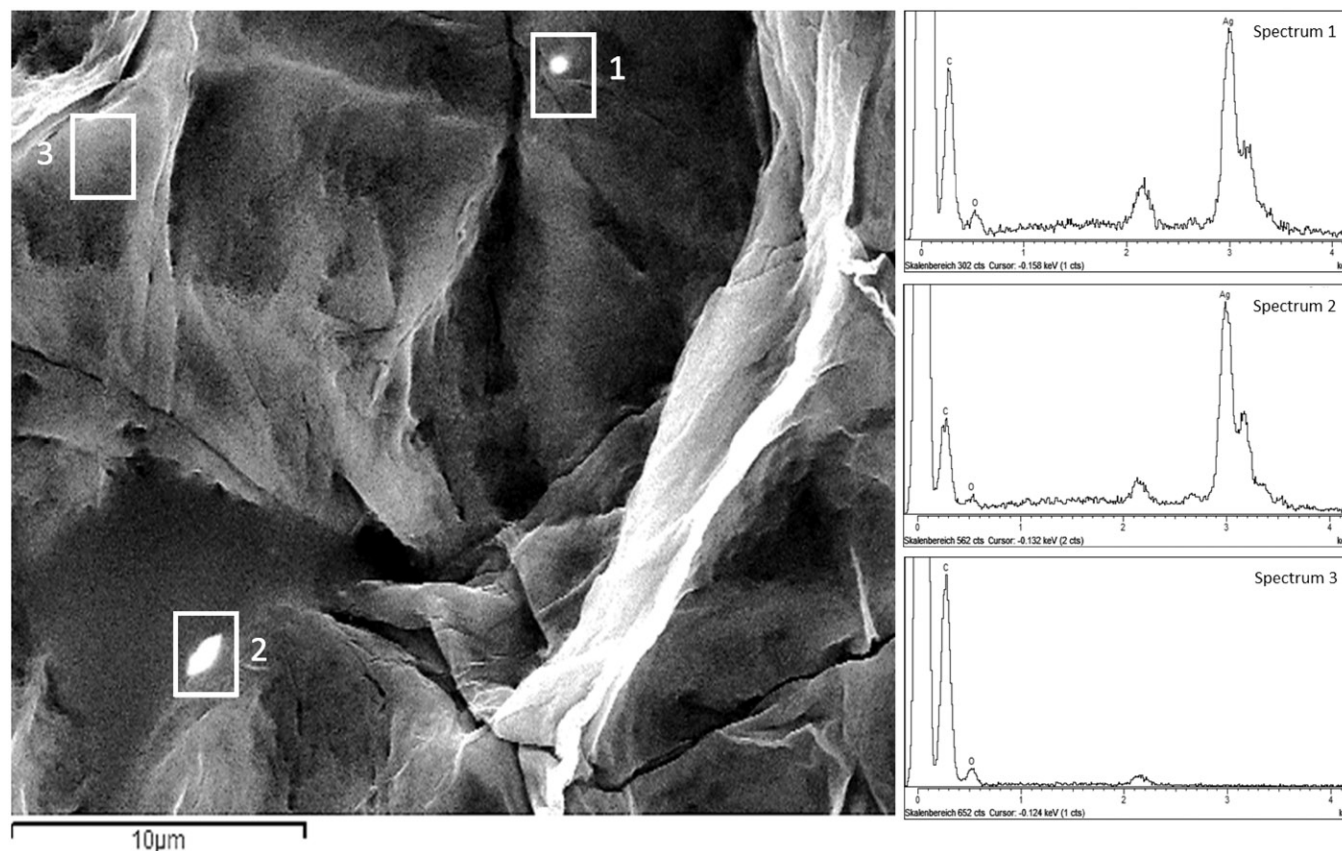 1
3
2
10µm
Ag
Spectrum 1
C
O
0 1 2 3 4
Skalenbereich 302 cts Cursor: -0.158 keV (1 cts)
Ag
Spectrum 2
C
O
0 1 2 3 4
Skalenbereich 562 cts Cursor: -0.132 keV (2 cts)
C
Spectrum 3
O
0 1 2 3 4
Skalenbereich 652 cts Cursor: -0.124 keV (1 cts)